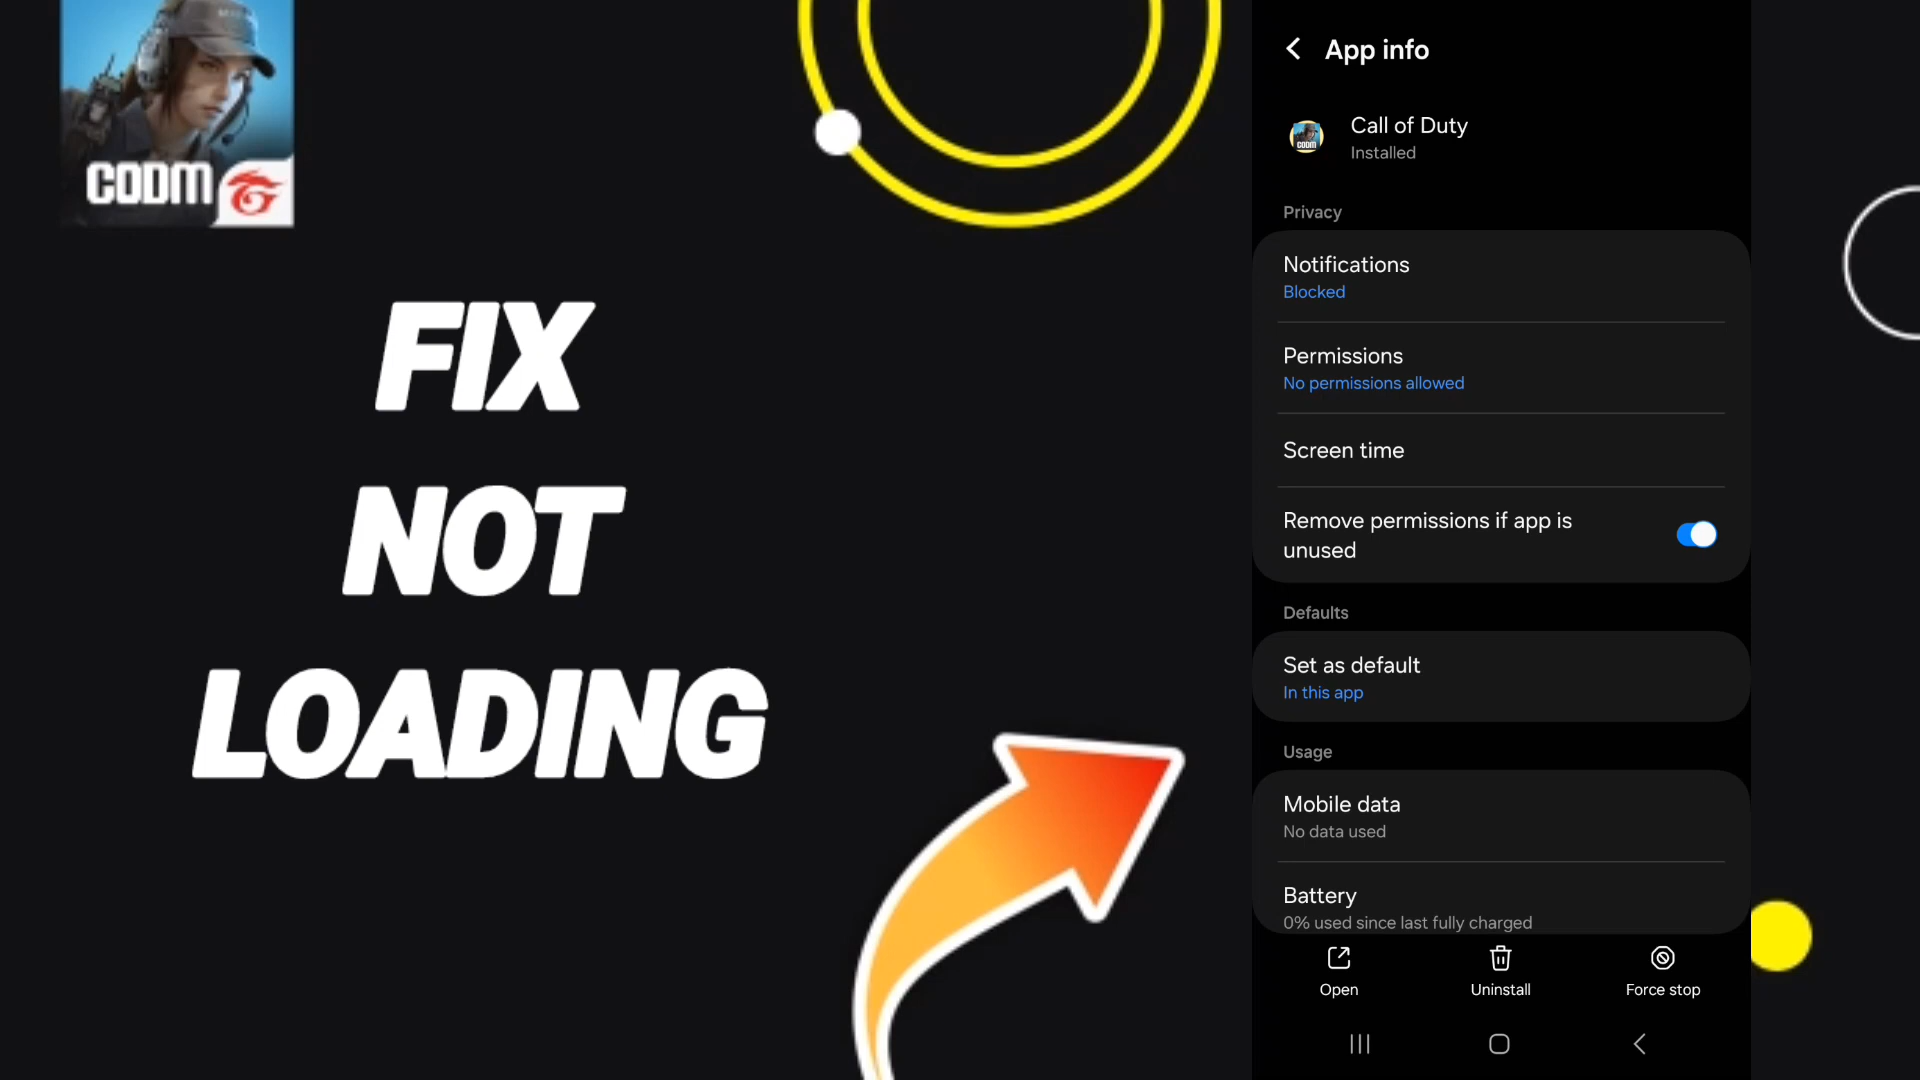 CODM
FIX
NOT
LOADING
App info
CODM
Call of Duty
Installed
Privacy
Notifications
Blocked
Permissions
No permissions allowed
Screen time
Remove permissions if app is
unused
Defaults
Set as default
In this app
Usage
Mobile data
No data used
Battery
0% used since last fully charged
Open
Uninstall
Force stop